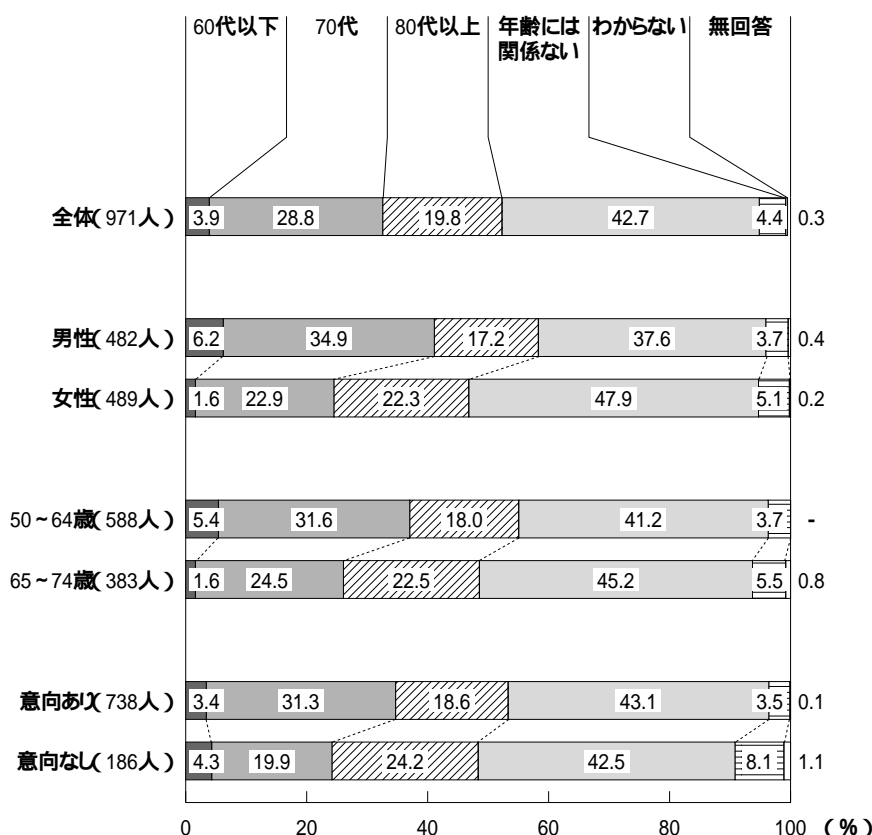 60代以下 70代 80代以上 年齢には わからない 無回答
関係ない
全体(971人) 3.9 28.8 19.8 42.7 4.4 0.3
男性(482人) 6.2 34.9 17.2 37.6 3.7 0.4
女性(489人) 1.6 22.9 22.3 47.9 5.1 0.2
50~64歳(588人) 5.4 31.6 18.0 41.2 3.7 -
65~74歳(383人) 1.6 24.5 22.5 45.2 5.5 0.8
意向あり(738人) 3.4 31.3 18.6 43.1 3.5 0.1
意向なし(186人) 4.3 19.9 24.2 42.5 8.1 1.1
0 20 40 60 80 100 (%)